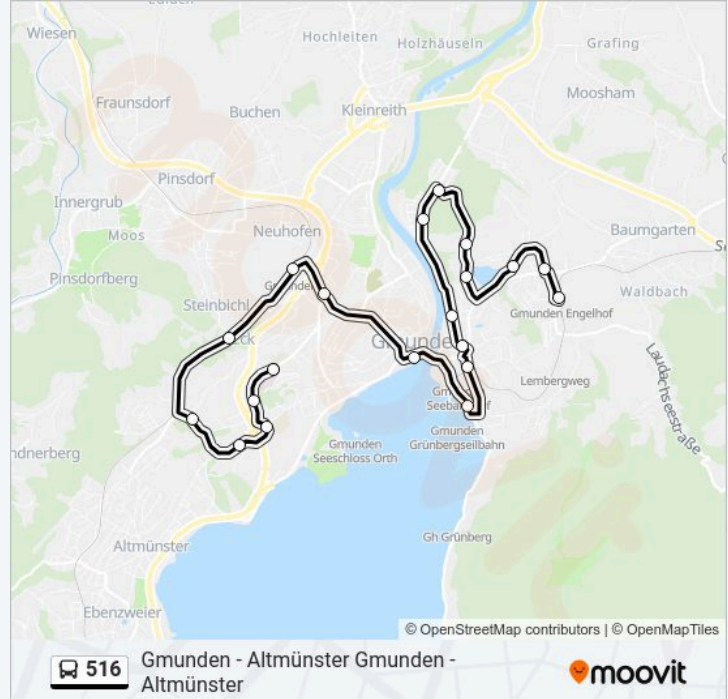 Wiesen
Hochleiten
Holzhäuseln
Grafing
Fraunsdorf
Buchen
Kleinreith
Moosham
Pinsdorf
Innergrub
Moos
Neuhofen
Baumgarten
Pinsdorfberg
Steinbichl
Waldbach
Gmunden Engelhof
Gmunde
Lembergweg
Laudachseestraße
Gmunden
Grünbergseilbahn
Gmunden
Seeschloss Orth
ndnerberg
Altmünster
Gh Grünberg
Ebenzweier
© OpenStreetMap contributors | © OpenMapTiles
516
Gmunden - Altmünster Gmunden -
Altmünster
moovit